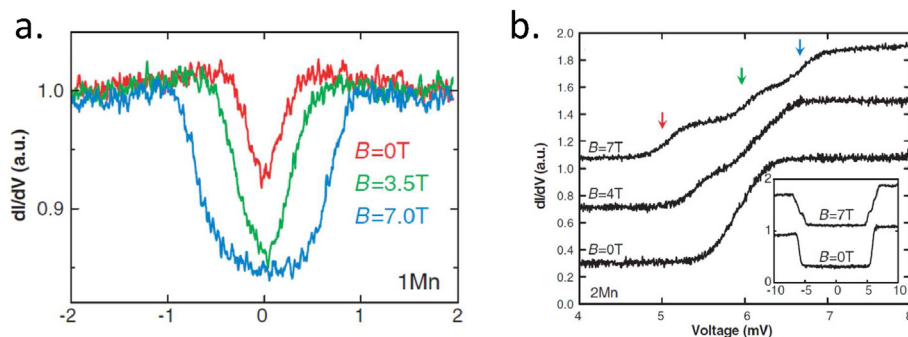 a.
dI/dV (a.u.)
1.0
0.9
B=0T
B=3.5T
B=7.0T
1Mn
-2
-1
0
1
2
b.
dI/dV (a.u.)
2.0
1.8
1.6
1.4
1.2
1.0
0.8
0.6
0.4
0.2
0.0
B=7T
B=4T
B=0T
2Mn
2
1
0
B=7T
B=0T
-10
-5
0
5
10
4
5
6
7
8
Voltage (mV)